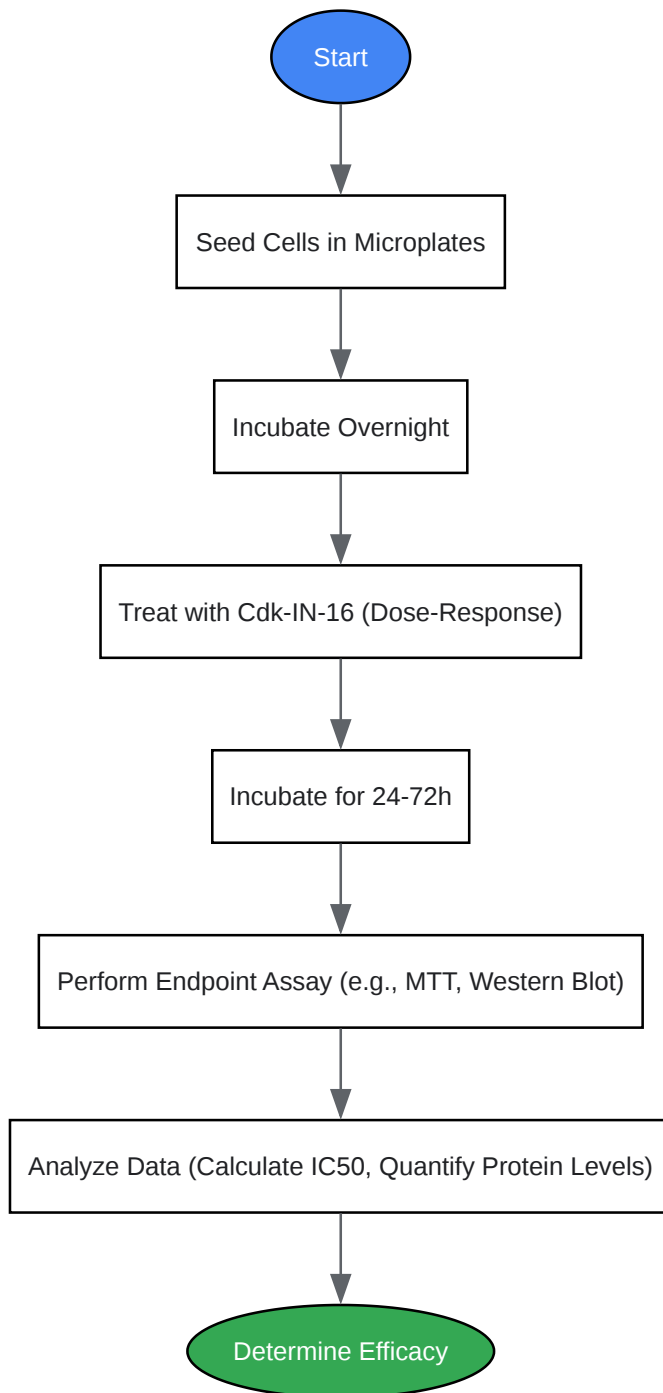 Start
Seed Cells in Microplates
Incubate Overnight
Treat with Cdk-IN-16 (Dose-Response)
Incubate for 24-72h
Perform Endpoint Assay (e.g., MTT, Western Blot)
Analyze Data (Calculate IC50, Quantify Protein Levels)
Determine Efficacy